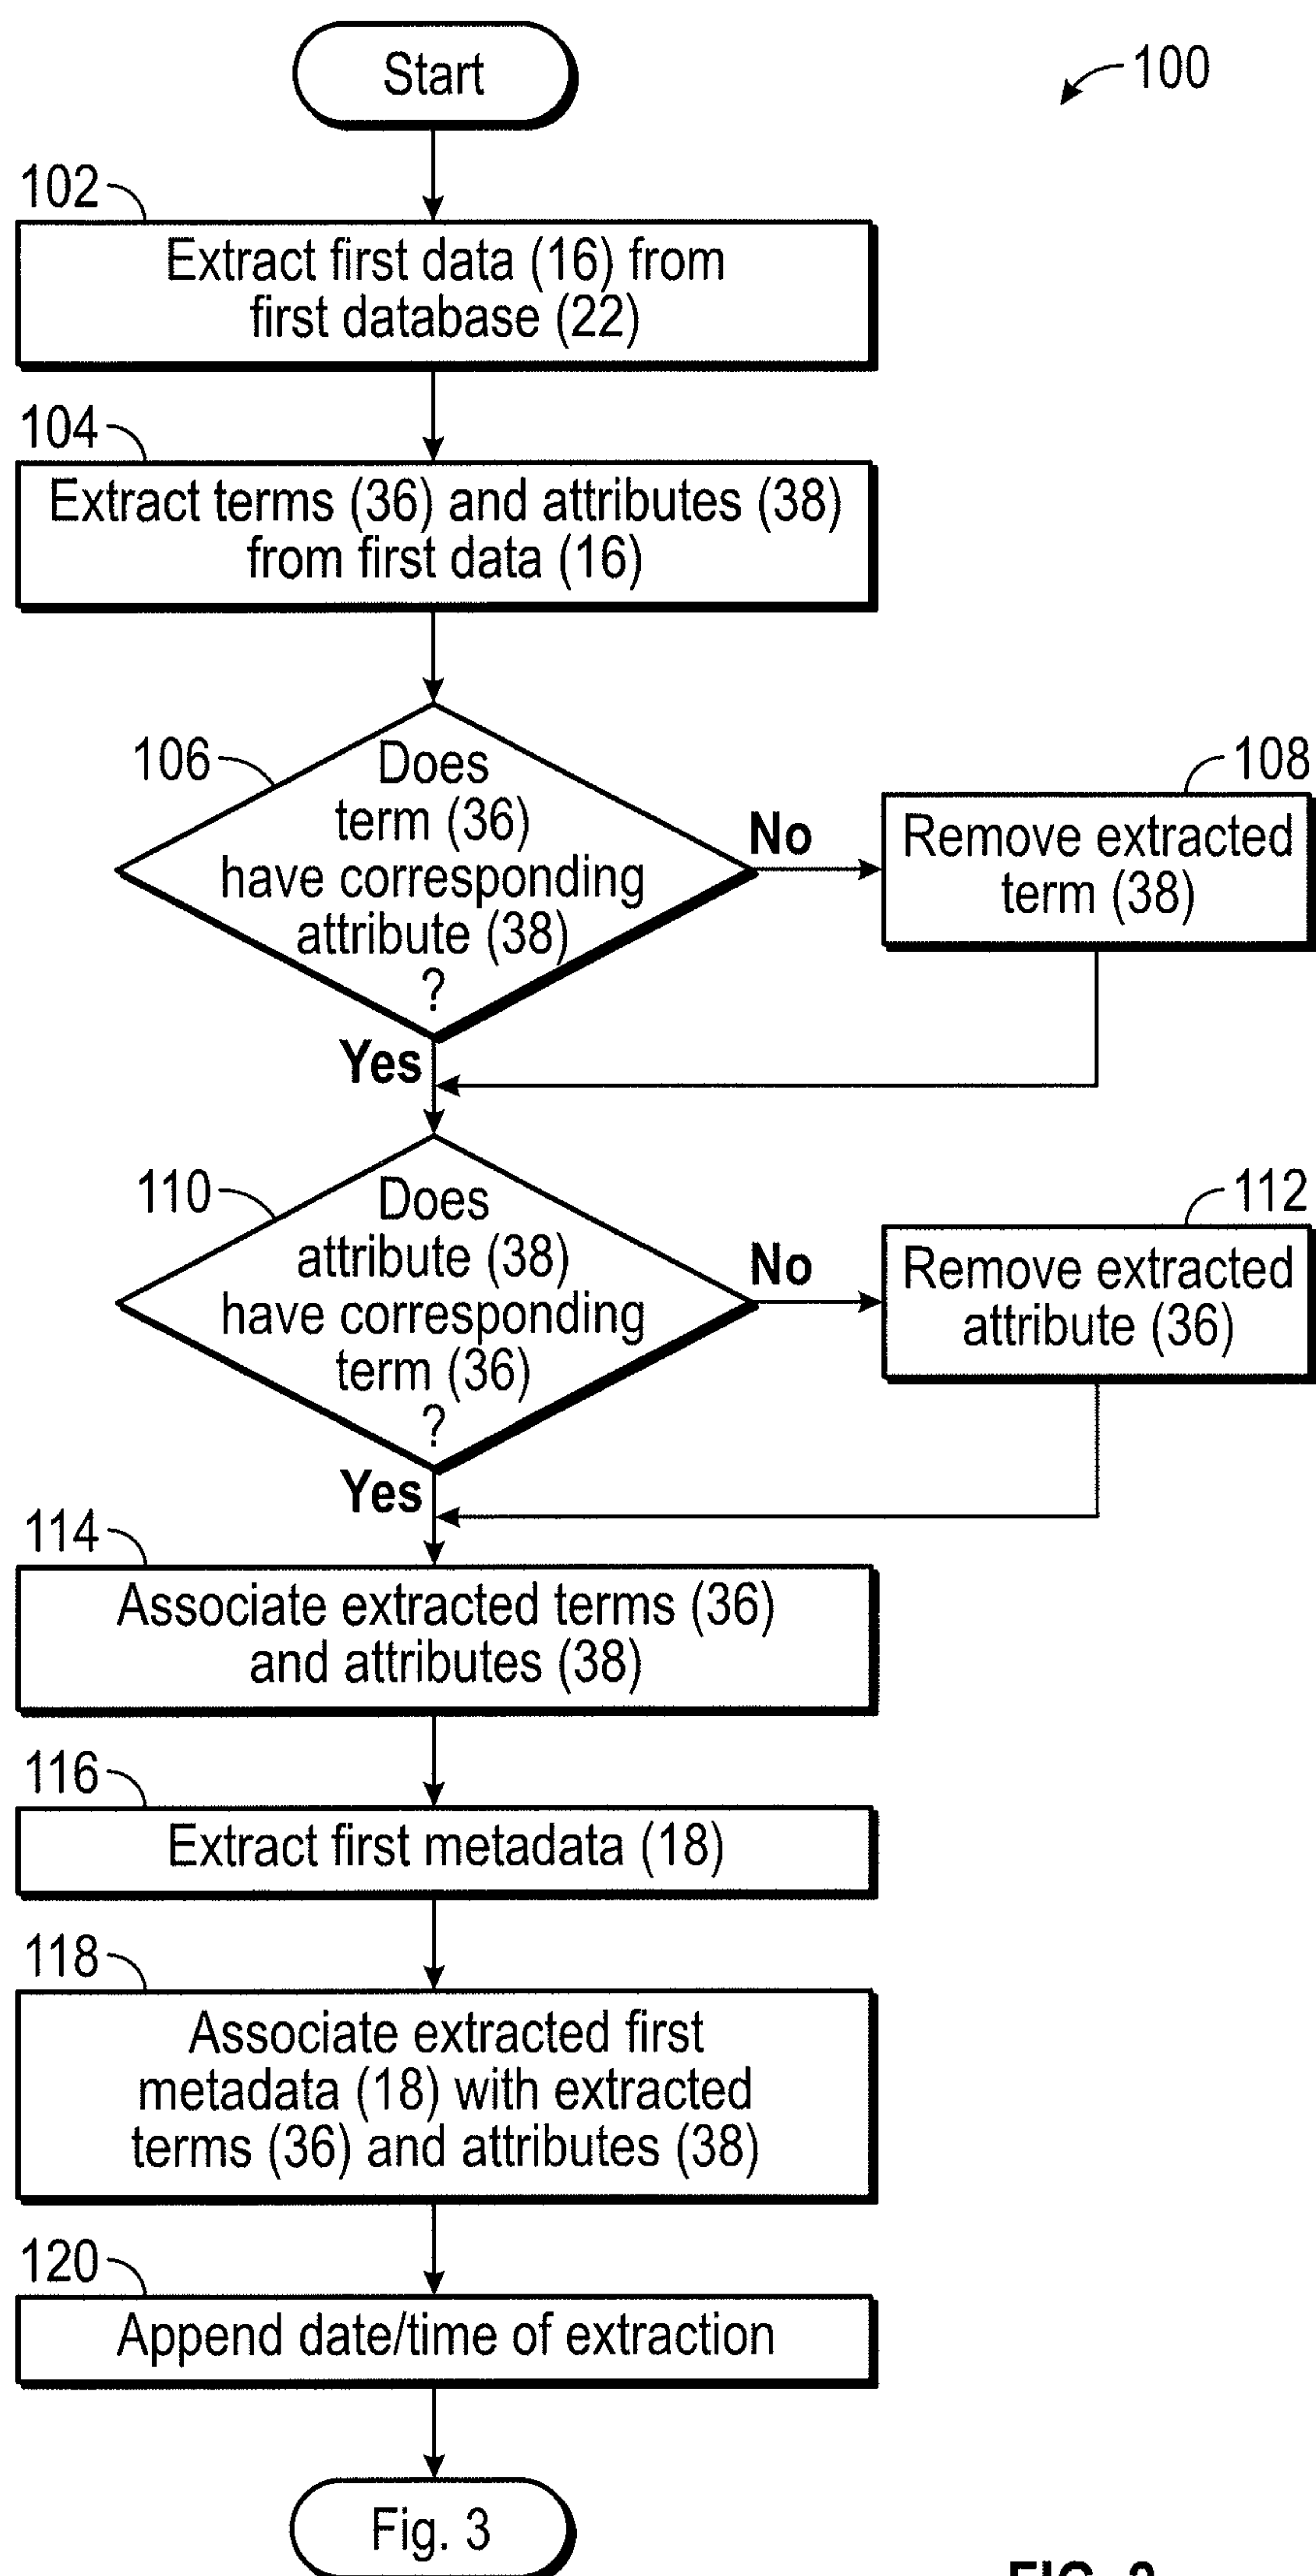 Start
100
102
Extract first data (16) from
first database (22)
104
Extract terms (36) and attributes (38)
from first data (16)
106
Does
term (36)
have corresponding
attribute (38)
?
No
108
Remove extracted
term (38)
Yes
110
Does
attribute (38)
have corresponding
term (36)
?
No
112
Remove extracted
attribute (36)
Yes
114
Associate extracted terms (36)
and attributes (38)
116
Extract first metadata (18)
118
Associate extracted first
metadata (18) with extracted
terms (36) and attributes (38)
120
Append date/time of extraction
Fig. 3